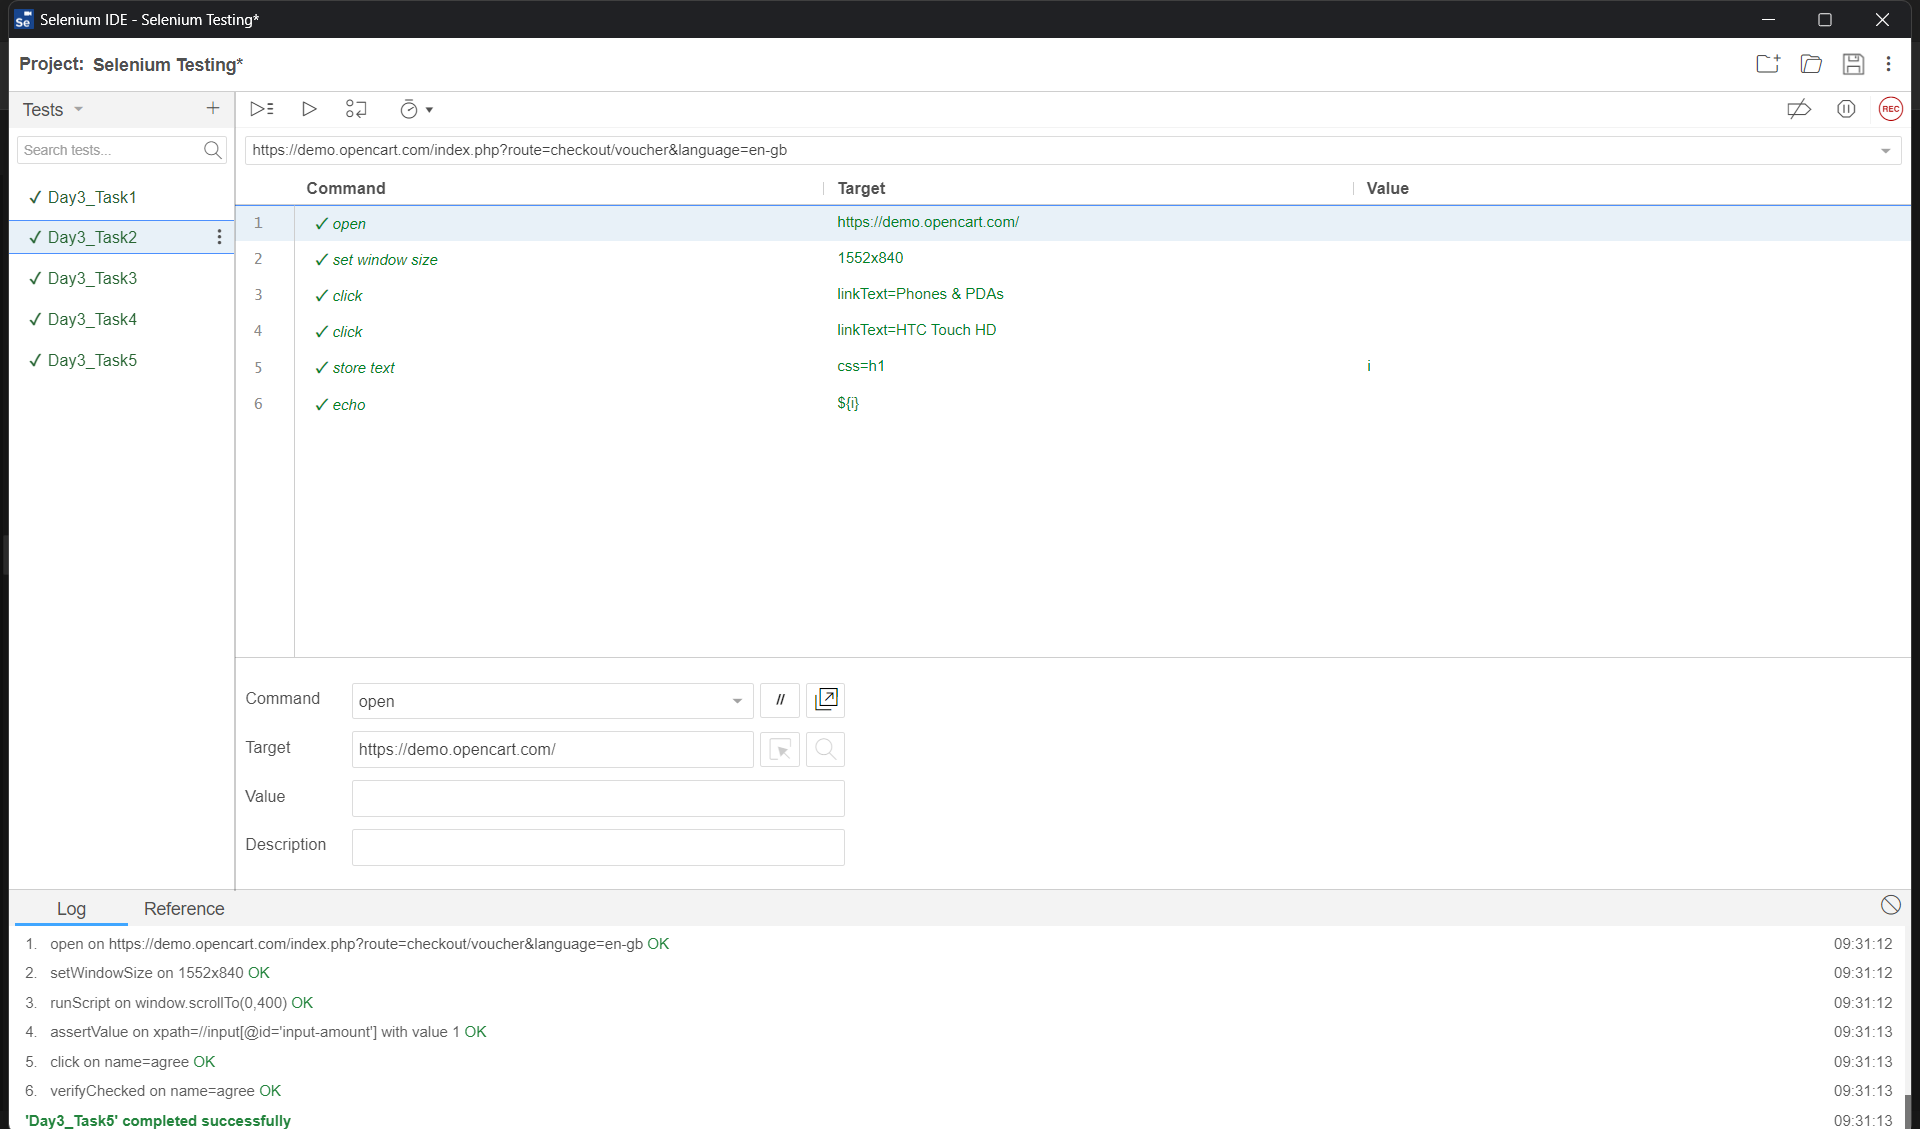 Se Selenium IDE - Selenium Testing*
Project: Selenium Testing*
Tests
Search tests...
✓ Day3_Task1
✓ Day3_Task2
✓ Day3_Task3
✓ Day3_Task4
✓ Day3_Task5
REC
https://demo.opencart.com/index.php?route=checkout/voucher&language=en-gb
Command Target Value
1 ✓ open https://demo.opencart.com/
2 ✓ set window size 1552x840
3 ✓ click linkText=Phones & PDAs
4 ✓ click linkText=HTC Touch HD
5 ✓ store text css=h1 i
6 ✓ echo ${i}
Command open //
Target https://demo.opencart.com/
Value
Description
Log Reference
1. open on https://demo.opencart.com/index.php?route=checkout/voucher&language=en-gb OK 09:31:12
2. setWindowSize on 1552x840 OK 09:31:12
3. runScript on window.scrollTo(0,400) OK 09:31:12
4. assertValue on xpath=//input[@id='input-amount'] with value 1 OK 09:31:13
5. click on name=agree OK 09:31:13
6. verifyChecked on name=agree OK 09:31:13
'Day3_Task5' completed successfully 09:31:13